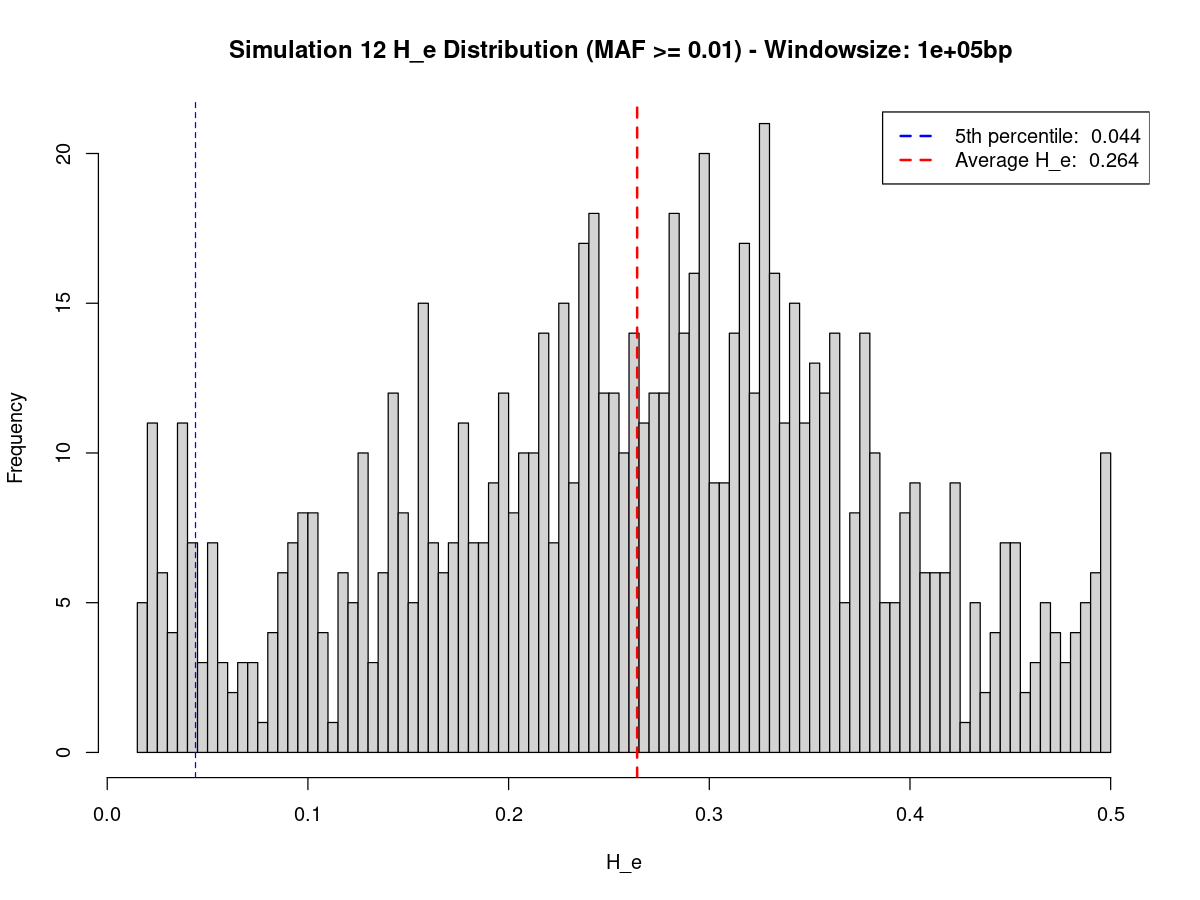 Simulation 12 H_e Distribution (MAF >= 0.01) - Windowsize: 1e+05bp
5th percentile:  0.044
Average H_e:  0.264
Frequency
20
15
10
5
0
0.0
0.1
0.2
0.3
0.4
0.5
H_e